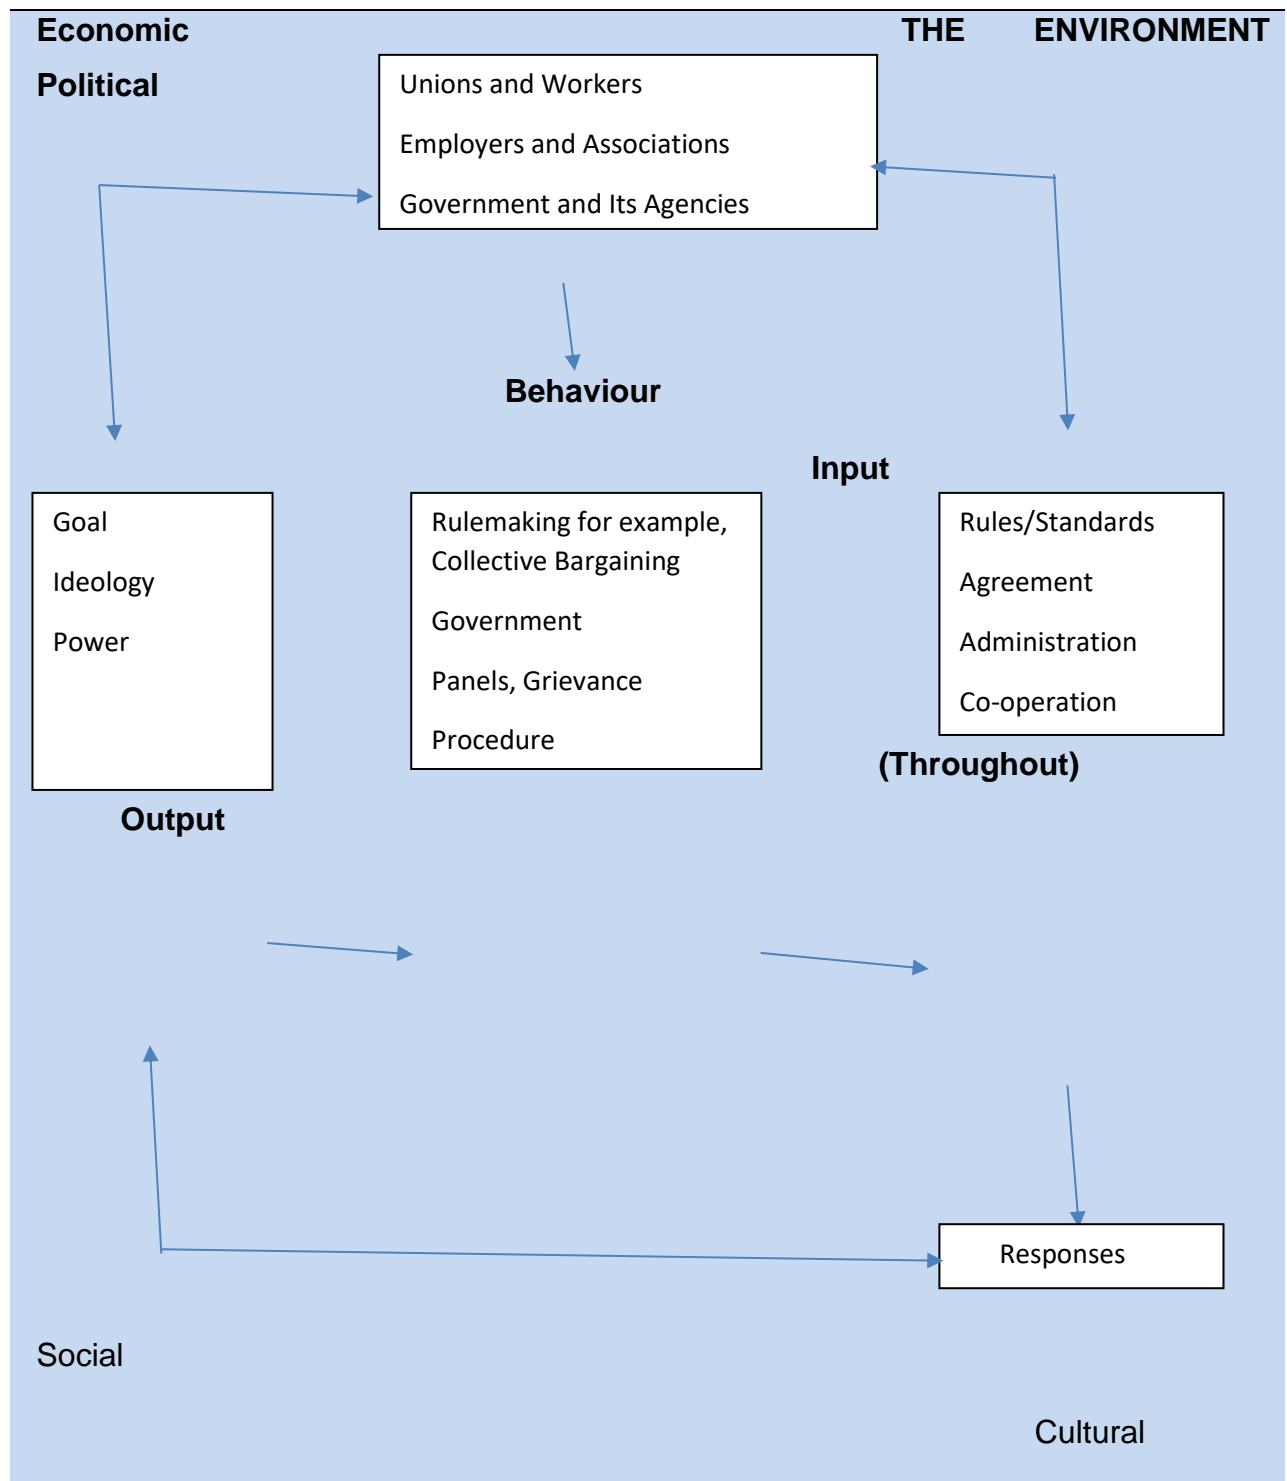 Economic THE ENVIRONMENT
Political
Unions and Workers
Employers and Associations
Government and Its Agencies
Behaviour
Input
Goal
Ideology
Power
Rulemaking for example,
Collective Bargaining
Government
Panels, Grievance
Procedure
Rules/Standards
Agreement
Administration
Co-operation
(Throughout)
Output
Responses
Social
Cultural